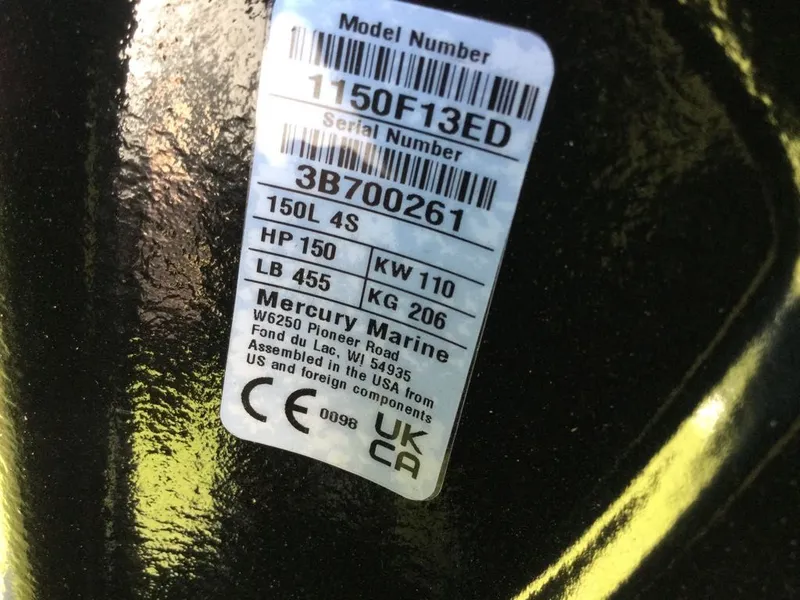 Model Number
1150F13ED
Serial Number
3B700261
150L 4S
HP 150 KW 110
LB 455 KG 206
Mercury Marine
W6250 Pioneer Road
Fond du Lac, WI 54935
Assembled in the USA from
US and foreign components
CE 0098 UK
CA